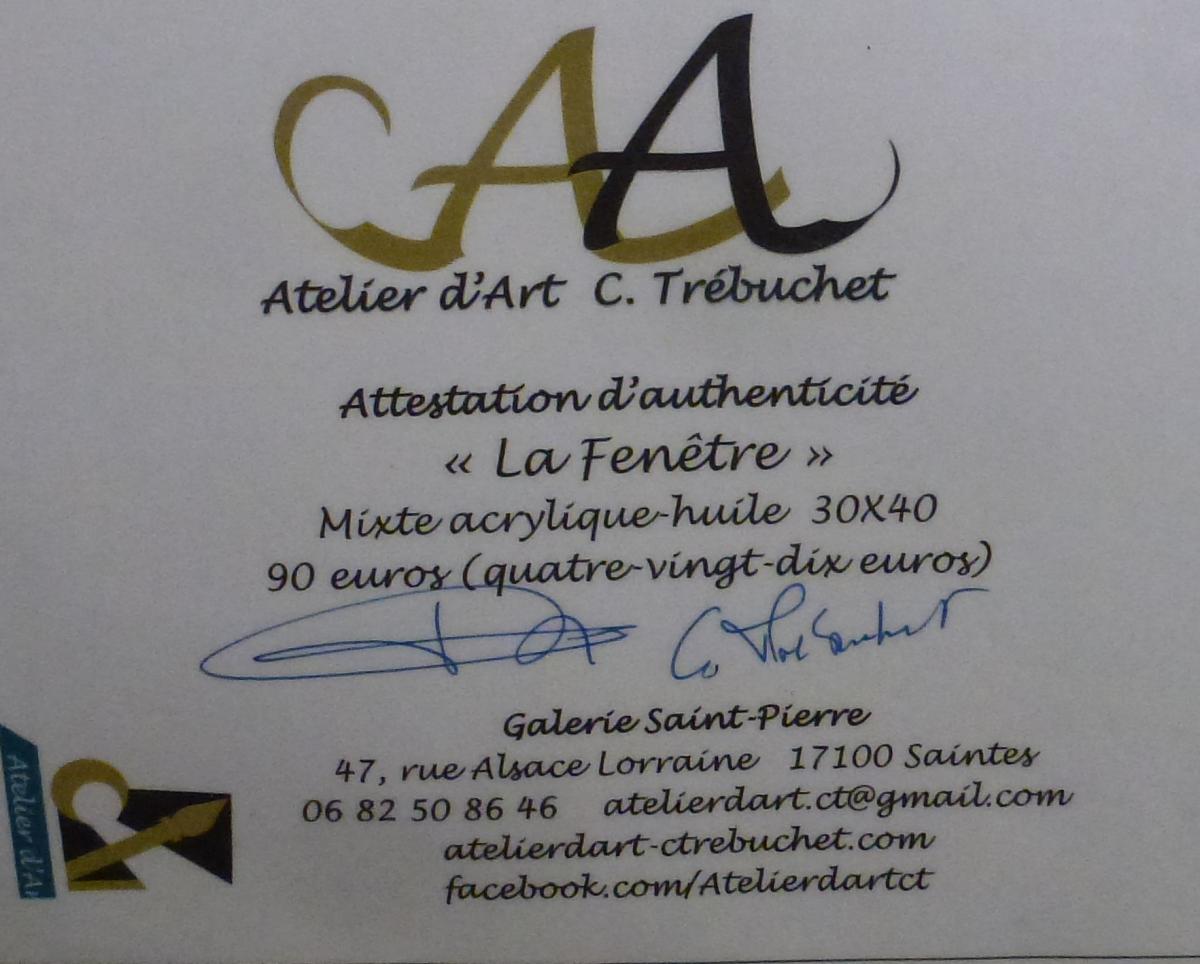 AA
Atelier d'Art C. Trébuchet
Attestation d'authenticité
« La Fenêtre »
Mixte acrylique-huile 30X40
90 euros (quatre-vingt-dix euros)
C. Trébuchet
Galerie Saint-Pierre
47, rue Alsace Lorraine 17100 Saintes
06 82 50 86 46 atelierdart.ct@gmail.com
atelierdart-ctrebuchet.com
facebook.com/Atelierdartct
Atelier d'A